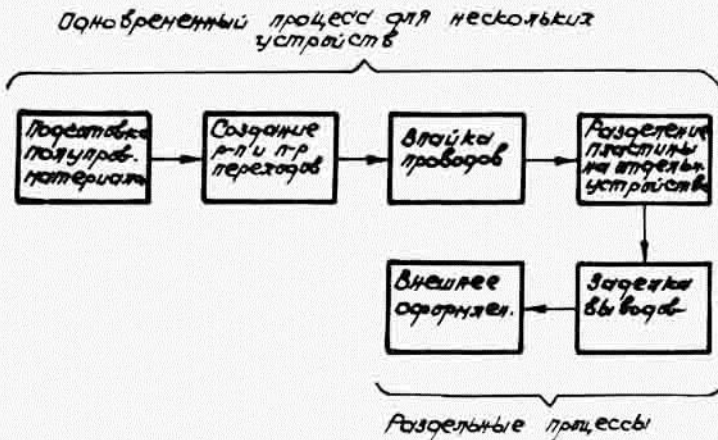 Одновременный процесс для нескольких
устройств
Подготовка
полупров.
материала
Создание
р-п и п-р
переходов
Впайка
проводов
Разделение
пластины
на отдельн.
устройства
Внешнее
оформлен.
Заделка
выводов
Раздельные процессы